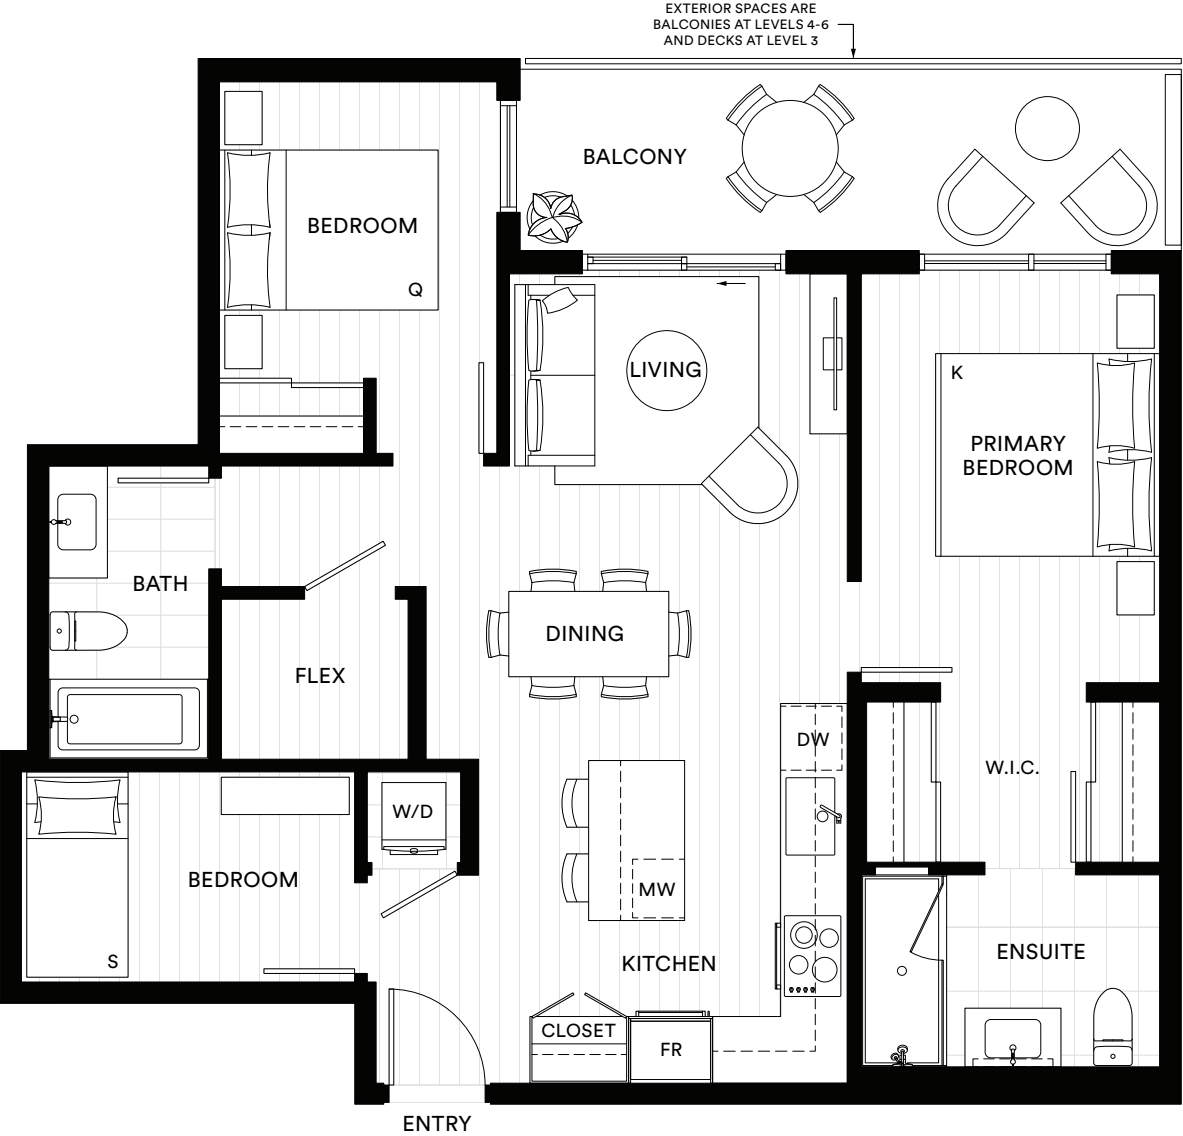 EXTERIOR SPACES ARE
BALCONIES AT LEVELS 4-6
AND DECKS AT LEVEL 3
BALCONY
BEDROOM
Q
LIVING
K
PRIMARY
BEDROOM
BATH
DINING
FLEX
DW
W.I.C.
W/D
BEDROOM
MW
S
KITCHEN
ENSUITE
CLOSET
FR
ENTRY